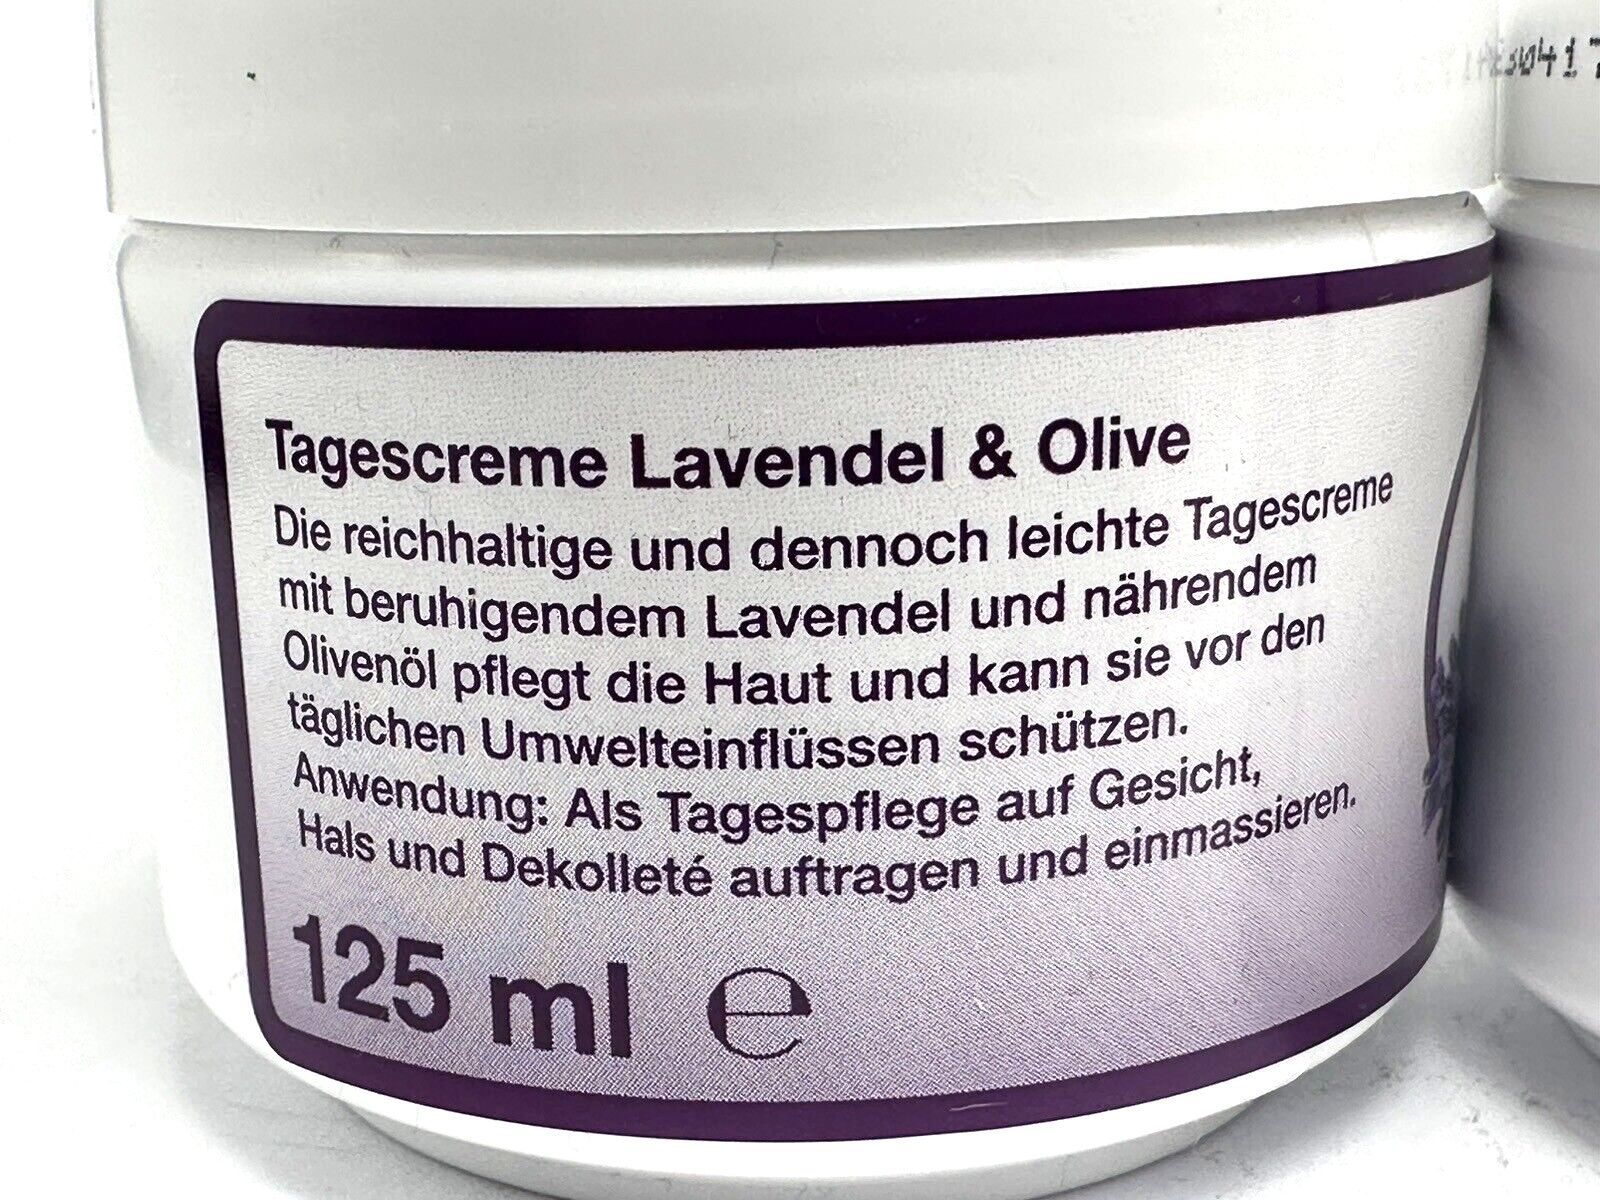 Tagescreme Lavendel & Olive
Die reichhaltige und dennoch leichte Tagescreme
mit beruhigendem Lavendel und nährendem
Olivenöl pflegt die Haut und kann sie vor den
täglichen Umwelteinflüssen schützen.
Anwendung: Als Tagespflege auf Gesicht,
Hals und Dekolleté auftragen und einmassieren.
125 ml ℮